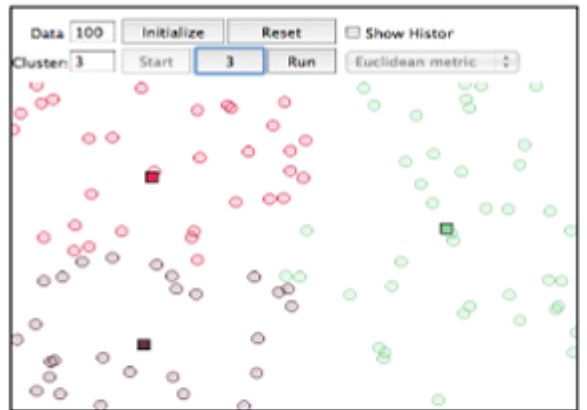 Data 100 Initialize Reset Show Histor
Cluster: 3 Start 3 Run Euclidean metric